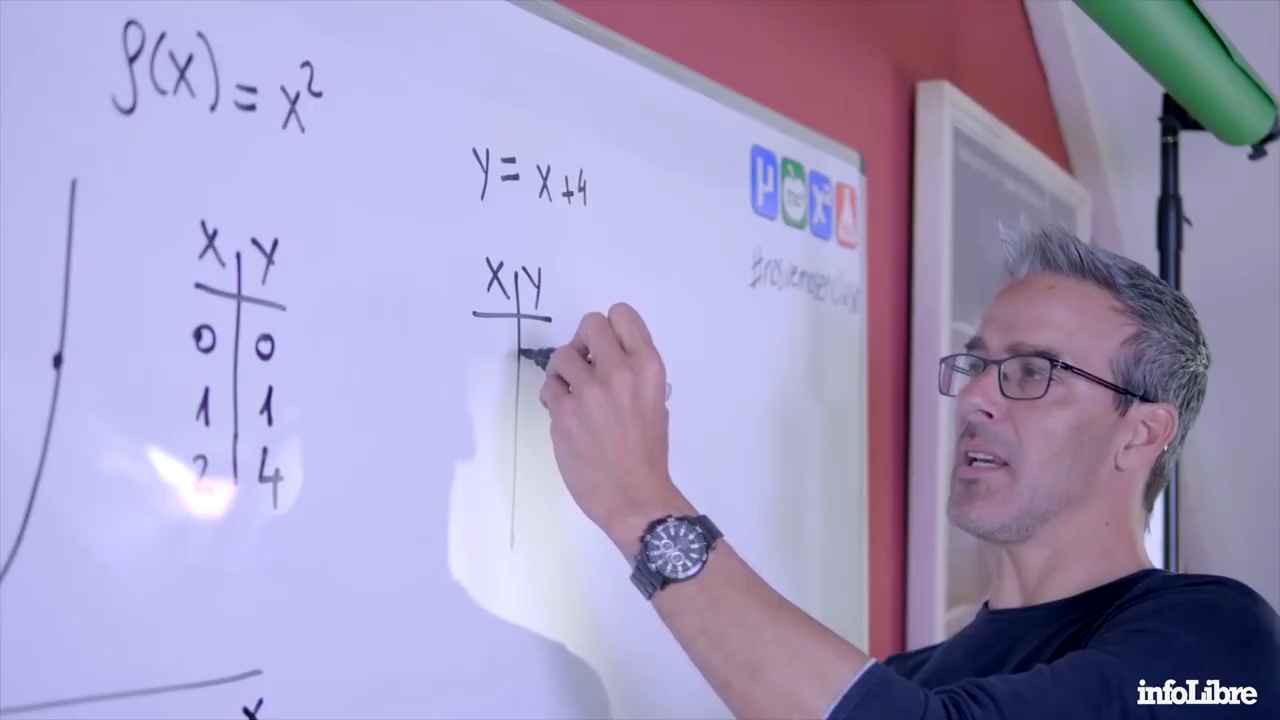 f(x) = x²
y = x+4
X Y
0 0
1 1
2 4
X Y
x
infoLibre